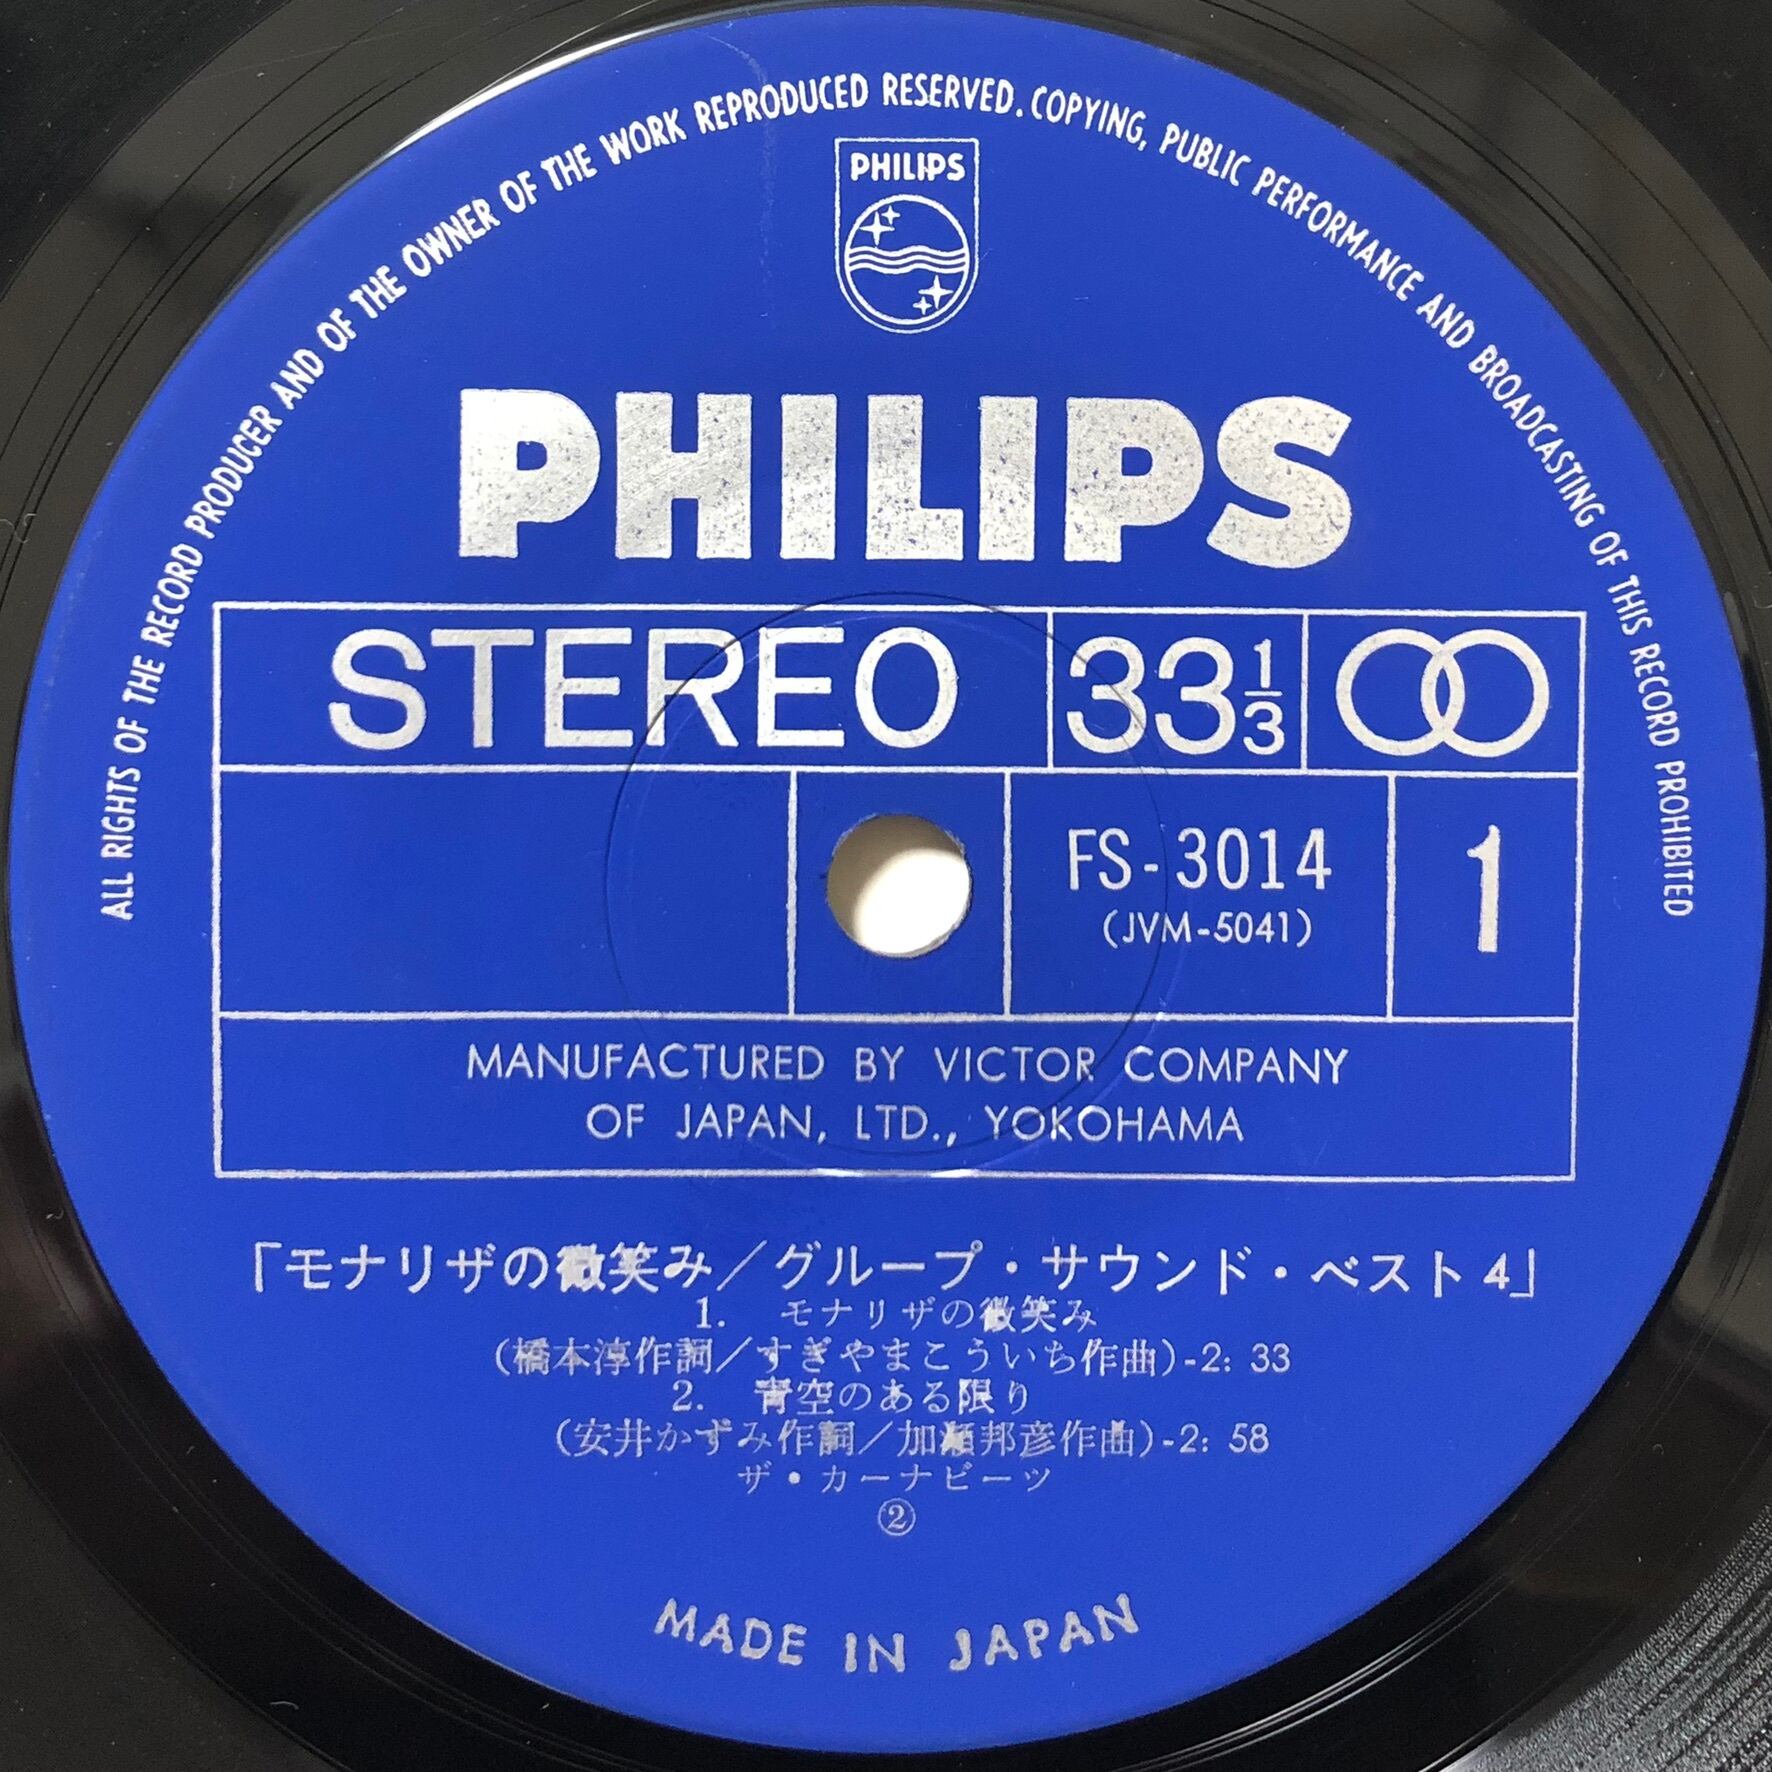 ALL RIGHTS OF THE RECORD PRODUCER AND OF THE OWNER OF THE WORK REPRODUCED RESERVED. COPYING, PUBLIC PERFORMANCE AND BROADCASTING OF THIS RECORD PROHIBITED
PHILIPS
PHILIPS
STEREO 33 1/3
FS-3014 1
(JVM-5041)
MANUFACTURED BY VICTOR COMPANY
OF JAPAN, LTD., YOKOHAMA
「モナリザの微笑み／グループ・サウンド・ベスト4」
1. モナリザの微笑み
(橋本淳作詞／すぎやまこういち作曲)-2: 33
2. 青空のある限り
(安井かずみ作詞／加瀬邦彦作曲)-2: 58
ザ・カーナビーツ
②
MADE IN JAPAN